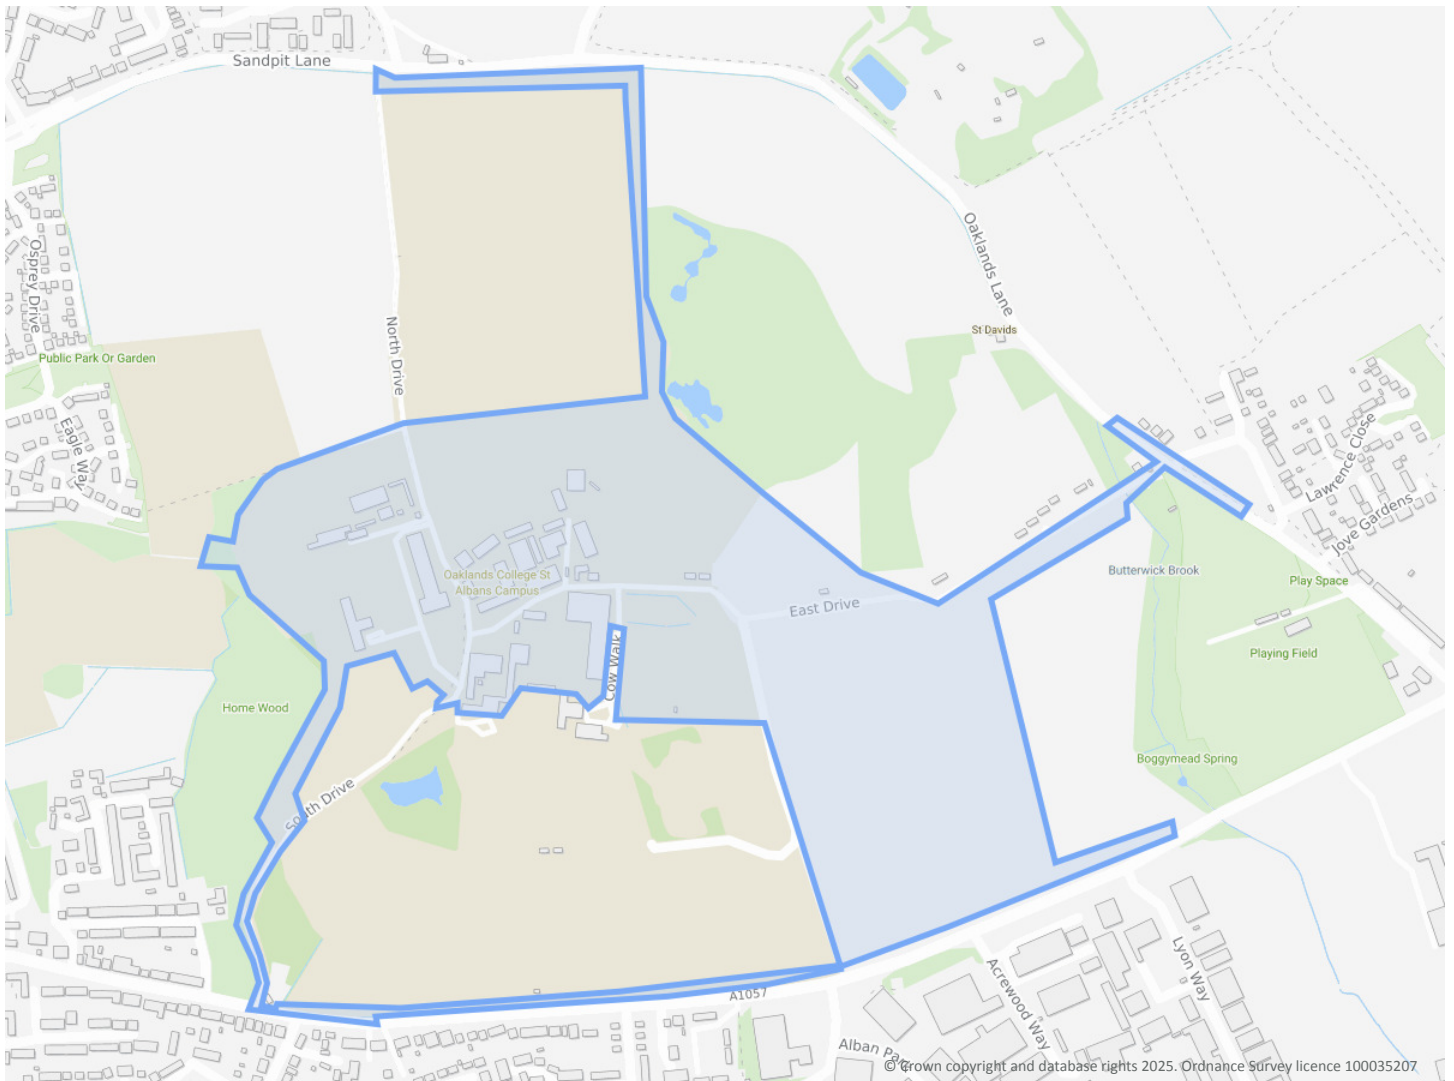 Sandpit Lane
Osprey Drive
Oaklands Lane
St Davids
North Drive
Public Park Or Garden
Eagle Way
Lawrence Close
Jove Gardens
Oaklands College St
Albans Campus
Butterwick Brook
Play Space
East Drive
Cow Walk
Playing Field
Home Wood
Boggymead Spring
South Drive
A1057
Acrewood Way
Lyon Way
Alban Park
© Crown copyright and database rights 2025. Ordnance Survey licence 100035207